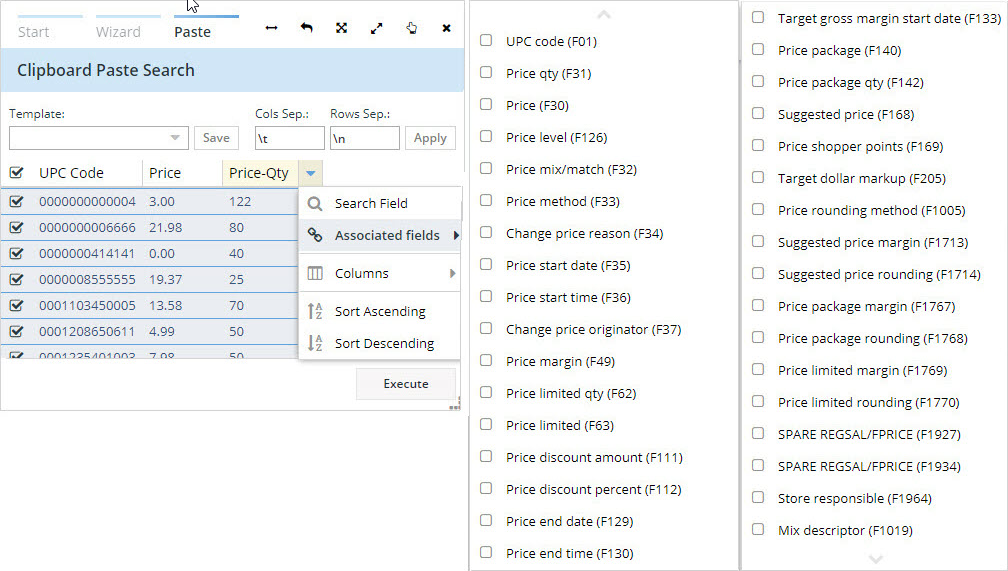 Start Wizard Paste
Clipboard Paste Search
Template: Cols Sep.: Rows Sep.:
Save \t \n Apply
UPC Code Price Price-Qty
0000000000004 3.00 122
0000000006666 21.98 80
0000000414141 0.00 40
0000008555555 19.37 25
0001103450005 13.58 70
0001208650611 4.99 50
0001235401003 7.98 50
Search Field
Associated fields
Columns
Sort Ascending
Sort Descending
Execute
UPC code (F01)
Price qty (F31)
Price (F30)
Price level (F126)
Price mix/match (F32)
Price method (F33)
Change price reason (F34)
Price start date (F35)
Price start time (F36)
Change price originator (F37)
Price margin (F49)
Price limited qty (F62)
Price limited (F63)
Price discount amount (F111)
Price discount percent (F112)
Price end date (F129)
Price end time (F130)
Target gross margin start date (F133)
Price package (F140)
Price package qty (F142)
Suggested price (F168)
Price shopper points (F169)
Target dollar markup (F205)
Price rounding method (F1005)
Suggested price margin (F1713)
Suggested price rounding (F1714)
Price package margin (F1767)
Price package rounding (F1768)
Price limited margin (F1769)
Price limited rounding (F1770)
SPARE REGSAL/FPRICE (F1927)
SPARE REGSAL/FPRICE (F1934)
Store responsible (F1964)
Mix descriptor (F1019)